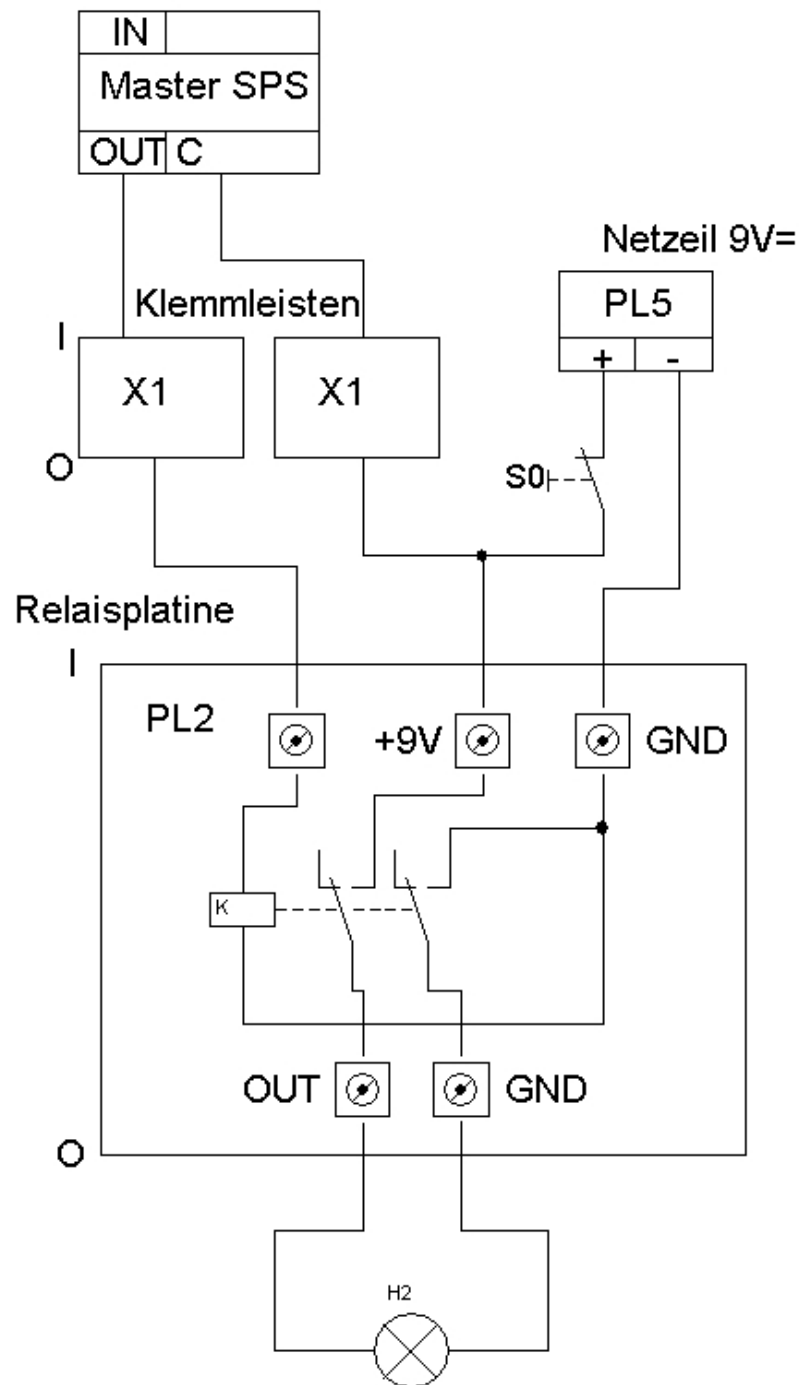 IN
Master SPS
OUT C
Netzeil 9V=
PL5
+ -
Klemmleisten
I
X1 X1
O
S0
Relaisplatine
I
PL2
+9V
GND
K
OUT
GND
O
H2